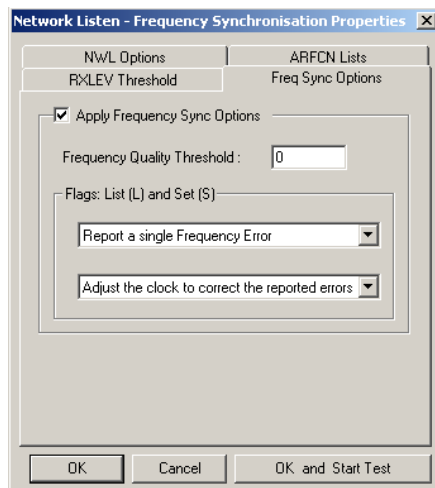 Network Listen - Frequency Synchronisation Properties
NWL Options
ARFCN Lists
RXLEV Threshold
Freq Sync Options
Apply Frequency Sync Options
Frequency Quality Threshold :
0
Flags: List (L) and Set (S)
Report a single Frequency Error
Adjust the clock to correct the reported errors
OK
Cancel
OK and Start Test